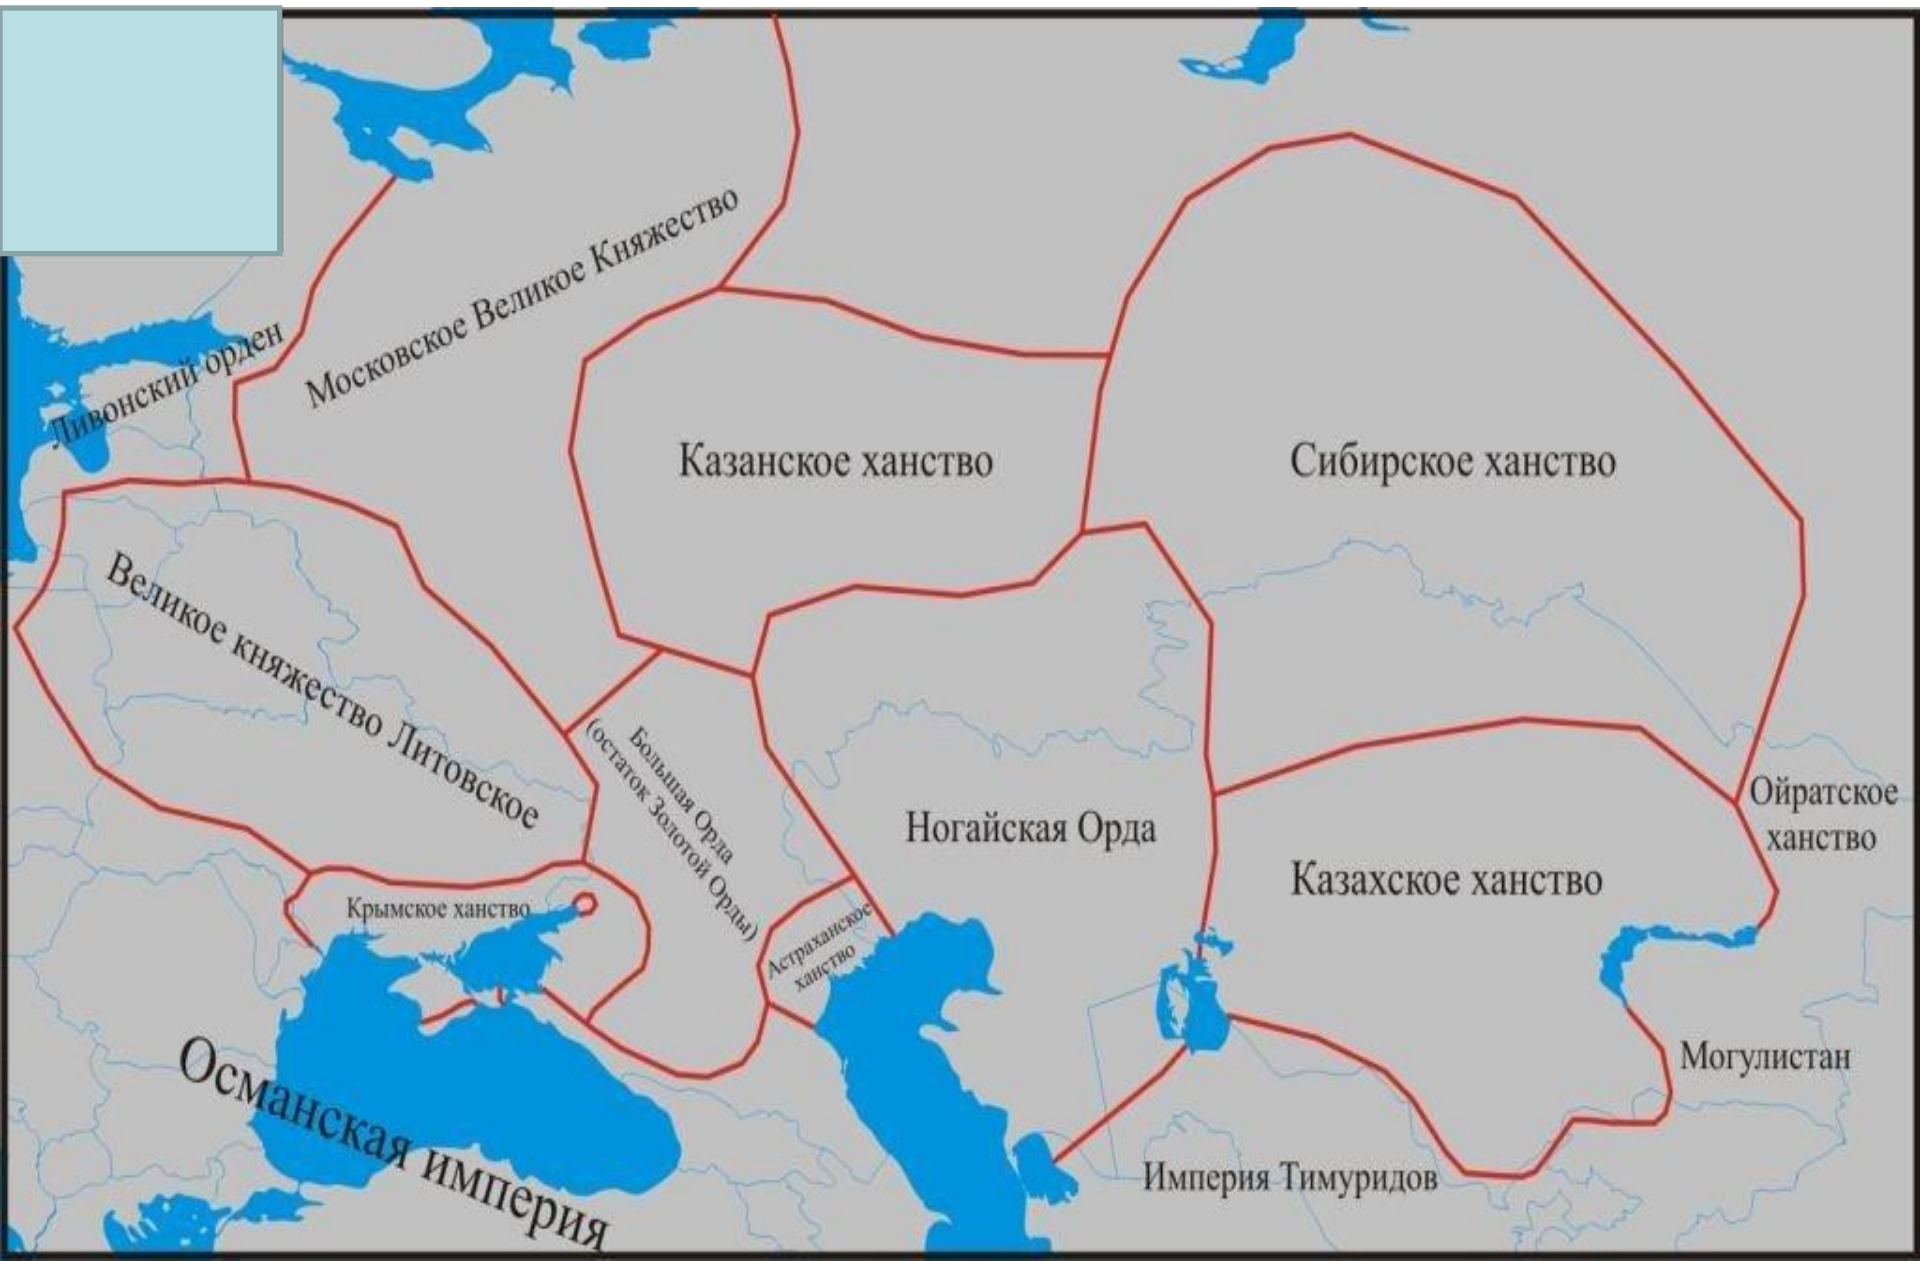 Московское Великое Княжество
Ливонский орден
Казанское ханство
Сибирское ханство
Великое княжество Литовское
Большая Орда
(остаток Золотой Орды)
Ногайская Орда
Ойратское
ханство
Казахское ханство
Крымское ханство
Астраханское
ханство
Османская империя
Могулистан
Империя Тимуридов